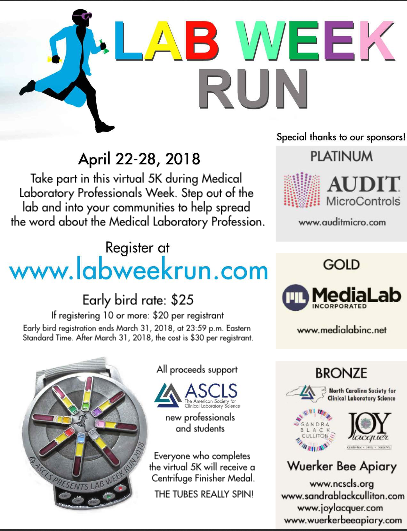 LAB WEEK
RUN
April 22-28, 2018
Take part in this virtual 5K during Medical
Laboratory Professionals Week. Step out of the
lab and into your communities to help spread
the word about the Medical Laboratory Profession.
Register at
www.labweekrun.com
Early bird rate: $25
If registering 10 or more: $20 per registrant
Early bird registration ends March 31, 2018, at 23:59 p.m. Eastern
Standard Time. After March 31, 2018, the cost is $30 per registrant.
ASCLS PRESENTS LAB WEEK RUN 2018
All proceeds support
ASCLS
The American Society for
Clinical Laboratory Science
new professionals
and students
Everyone who completes
the virtual 5K will receive a
Centrifuge Finisher Medal.
THE TUBES REALLY SPIN!
Special thanks to our sponsors!
PLATINUM
AUDIT
MicroControls
www.auditmicro.com
GOLD
ML MediaLab
INCORPORATED
www.medialabinc.net
BRONZE
North Carolina Society for
Clinical Laboratory Science
SANDRA
BLACK
CULLITON
JOY
lacquer
Wuerker Bee Apiary
www.ncscls.org
www.sandrablackculliton.com
www.joylacquer.com
www.wuerkerbeeapiary.com